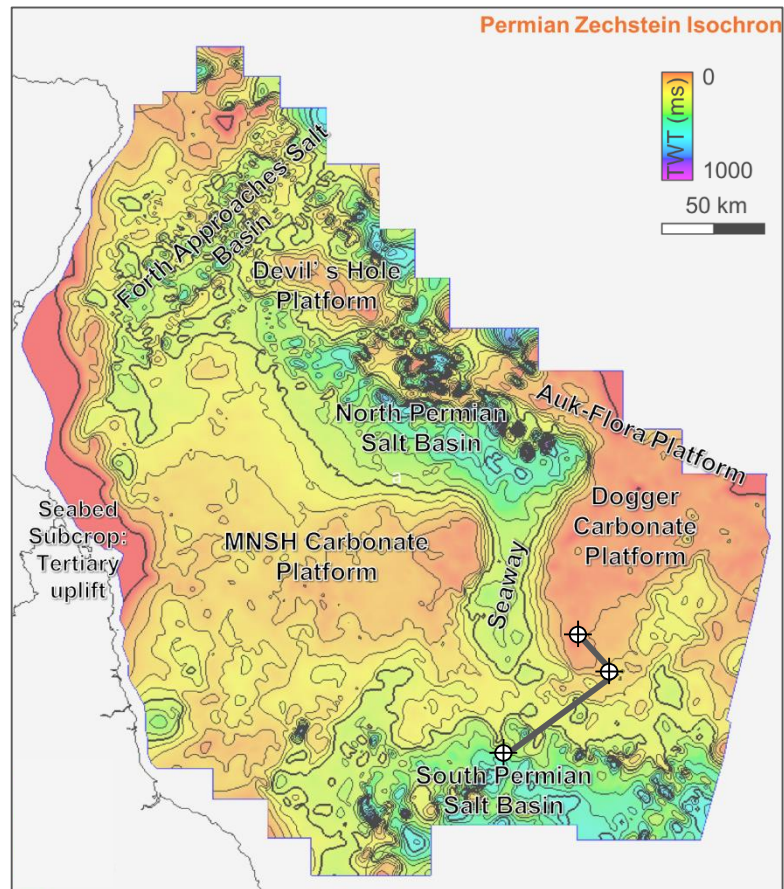 Permian Zechstein Isochron
0
TWT (ms)
1000
50 km
Forth Approaches Salt
Basin
Devil' s Hole
Platform
North Permian
Salt Basin
Auk-Flora Platform
a
Seabed
Subcrop:
Tertiary
uplift
MNSH Carbonate
Platform
Seaway
Dogger
Carbonate
Platform
South Permian
Salt Basin